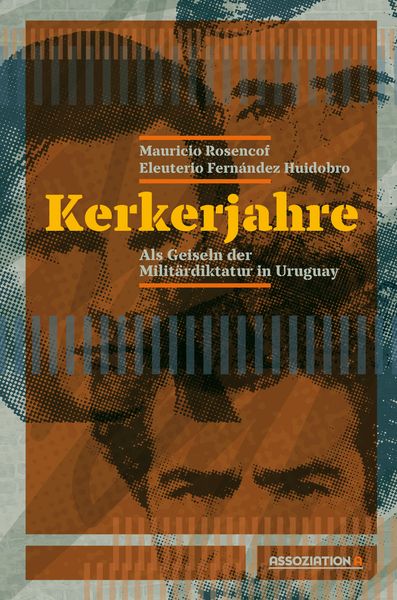 Mauricio Rosencof
Eleuterio Fernández Huidobro
Kerkerjahre
Als Geiseln der
Militärdiktatur in Uruguay
ASSOZIATION A